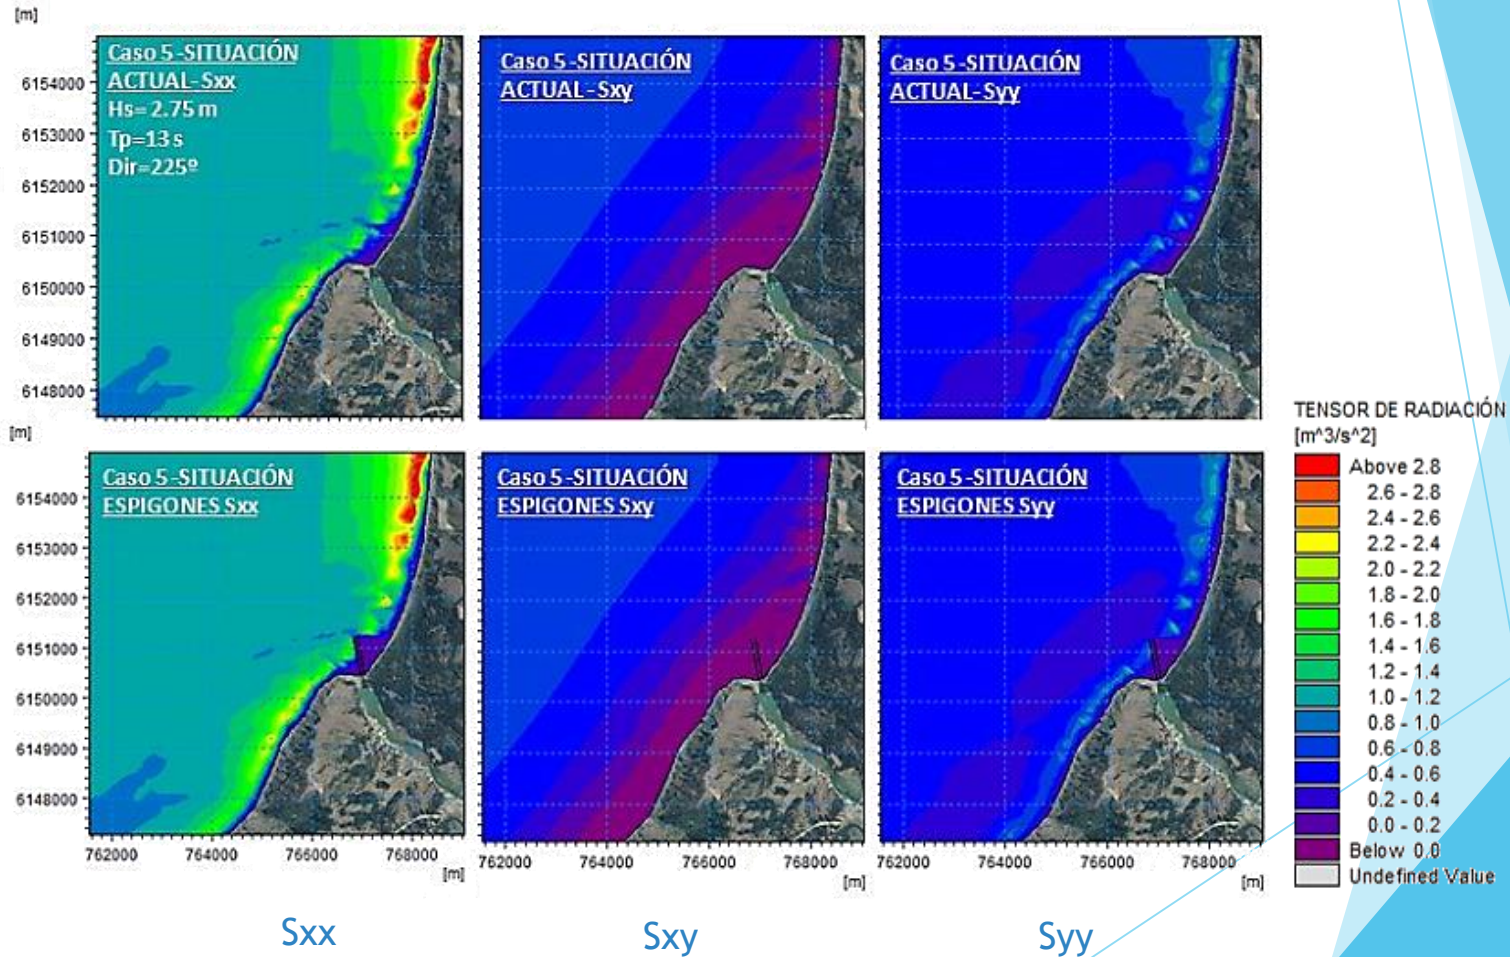 [m]
Caso 5 -SITUACIÓN
ACTUAL- Sxx
Hs= 2.75 m
Tp=13 s
Dir=225º
Caso 5 -SITUACIÓN
ACTUAL- Sxy
Caso 5 -SITUACIÓN
ACTUAL- Syy
6154000
6153000
6152000
6151000
6150000
6149000
6148000
[m]
Caso 5 -SITUACIÓN
ESPIGONES Sxx
Caso 5 -SITUACIÓN
ESPIGONES Sxy
Caso 5 -SITUACIÓN
ESPIGONES Syy
6154000
6153000
6152000
6151000
6150000
6149000
6148000
762000 764000 766000 768000
[m]
762000 764000 766000 768000
[m]
762000 764000 766000 768000
[m]
TENSOR DE RADIACIÓN
[m^3/s^2]
Above 2.8
2.6 - 2.8
2.4 - 2.6
2.2 - 2.4
2.0 - 2.2
1.8 - 2.0
1.6 - 1.8
1.4 - 1.6
1.2 - 1.4
1.0 - 1.2
0.8 - 1.0
0.6 - 0.8
0.4 - 0.6
0.2 - 0.4
0.0 - 0.2
Below 0.0
Undefined Value
Sxx
Sxy
Syy